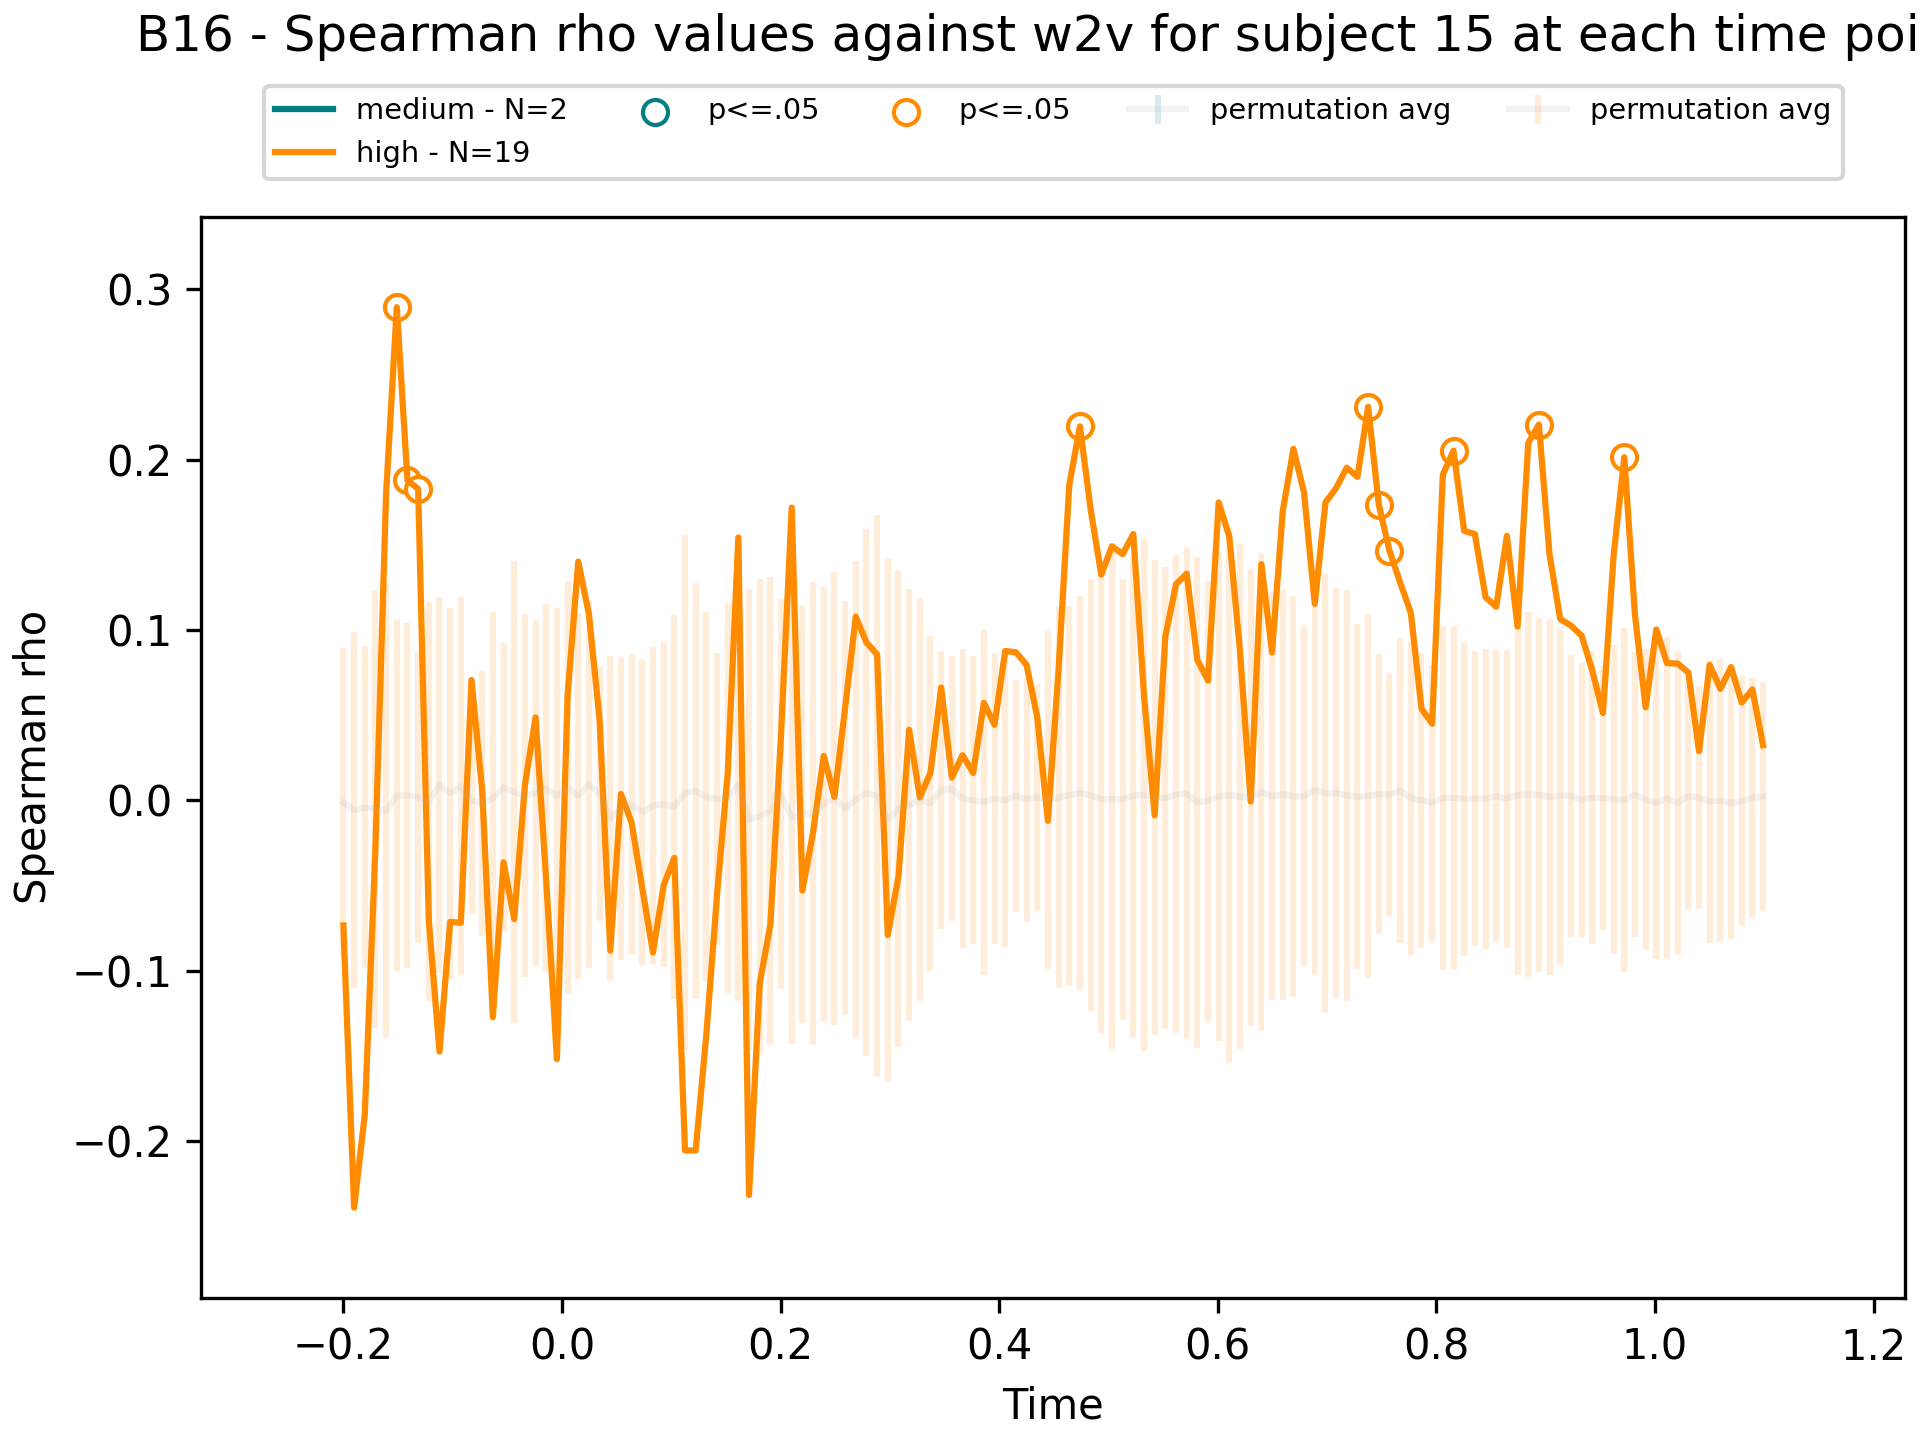 B16 - Spearman rho values against w2v for subject 15 at each time poi
medium - N=2
high - N=19
p<=.05
p<=.05
permutation avg
permutation avg
Spearman rho
0.3
0.2
0.1
0.0
−0.1
−0.2
−0.2 0.0 0.2 0.4 0.6 0.8 1.0 1.2
Time